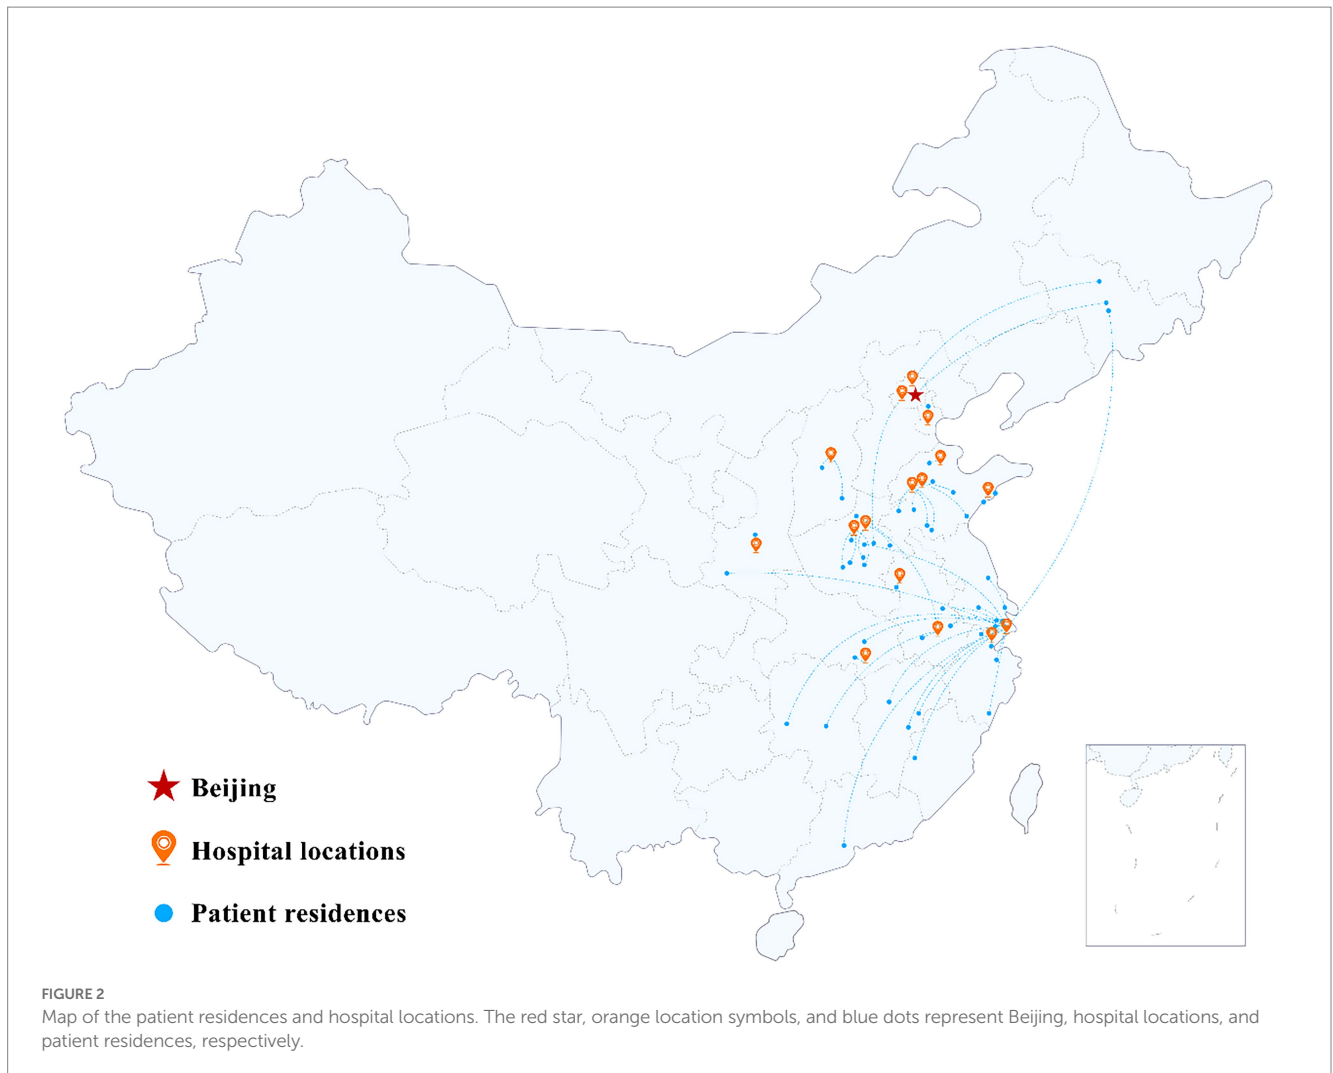 Beijing
Hospital locations
Patient residences
FIGURE 2
Map of the patient residences and hospital locations. The red star, orange location symbols, and blue dots represent Beijing, hospital locations, and
patient residences, respectively.